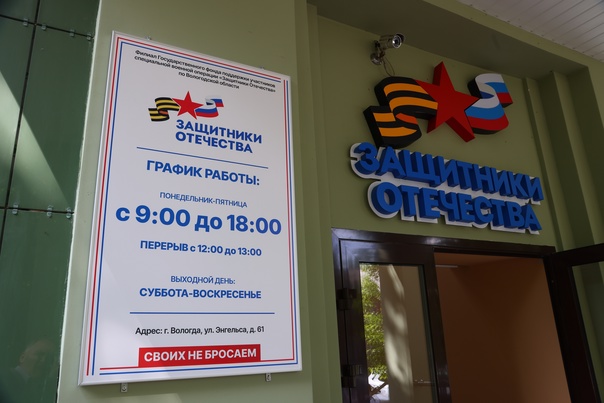 Филиал Государственного фонда поддержки участников
специальной военной операции «Защитники Отечества»
по Вологодской области
ЗАЩИТНИКИ
ОТЕЧЕСТВА
ГРАФИК РАБОТЫ:
ПОНЕДЕЛЬНИК-ПЯТНИЦА
с 9:00 до 18:00
ПЕРЕРЫВ с 12:00 до 13:00
ВЫХОДНОЙ ДЕНЬ:
СУББОТА-ВОСКРЕСЕНЬЕ
Адрес: г. Вологда, ул. Энгельса, д. 61
СВОИХ НЕ БРОСАЕМ
ЗАЩИТНИКИ
ОТЕЧЕСТВА